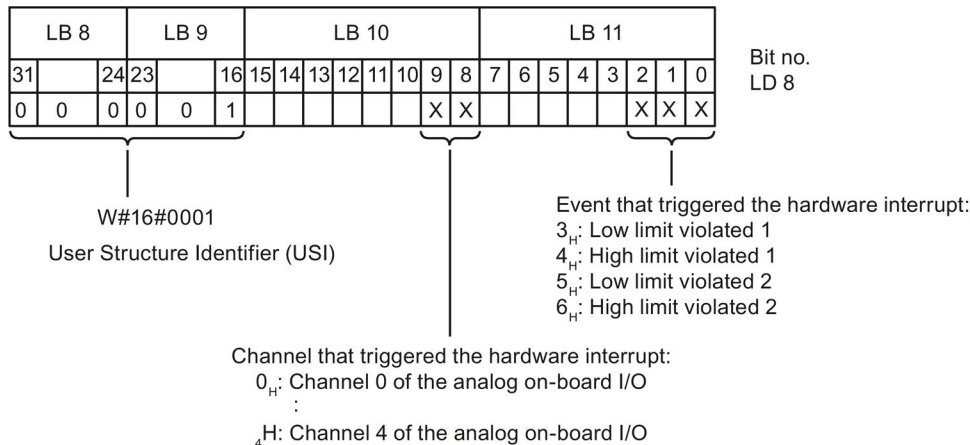 LB 8 LB 9 LB 10 LB 11
Bit no.
31 24 23 16 15 14 13 12 11 10 9 8 7 6 5 4 3 2 1 0
LD 8
0 0 0 0 0 1 X X X X X
W#16#0001
User Structure Identifier (USI)
Event that triggered the hardware interrupt:
3H: Low limit violated 1
4H: High limit violated 1
5H: Low limit violated 2
6H: High limit violated 2
Channel that triggered the hardware interrupt:
0H: Channel 0 of the analog on-board I/O
:
4H: Channel 4 of the analog on-board I/O